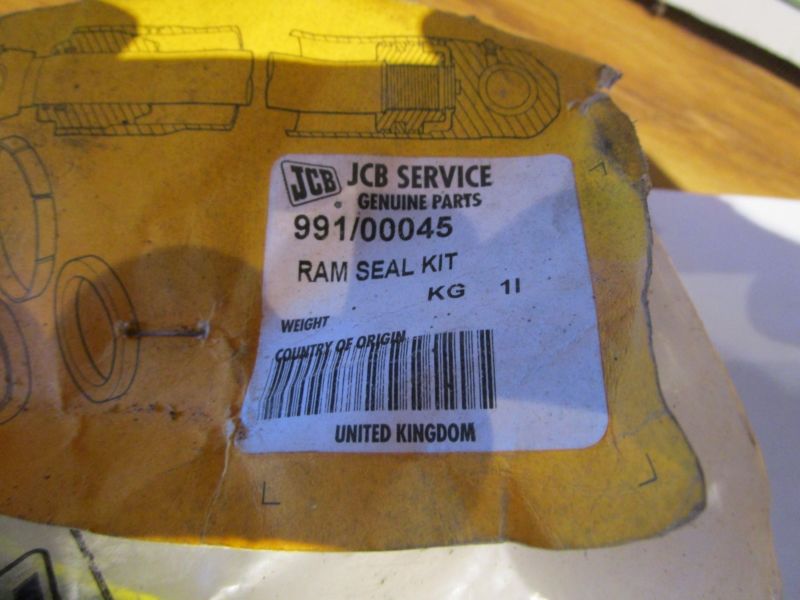 JCB JCB SERVICE
GENUINE PARTS
991/00045
RAM SEAL KIT
KG 1I
WEIGHT
COUNTRY OF ORIGIN
UNITED KINGDOM